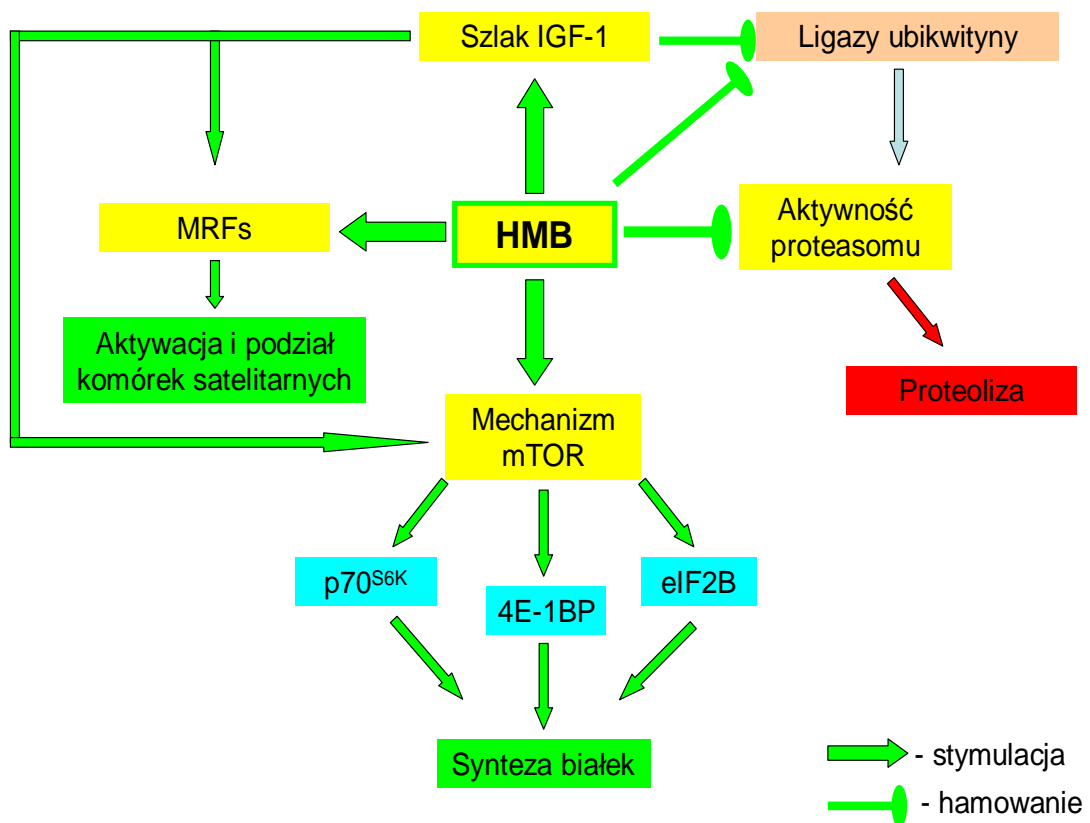 Szlak IGF-1
Ligazy ubikwityny
MRFs
HMB
Aktywność
proteasomu
Aktywacja i podział
komórek satelitarnych
Proteoliza
Mechanizm
mTOR
p70S6K
4E-1BP
eIF2B
Synteza białek
- stymulacja
- hamowanie